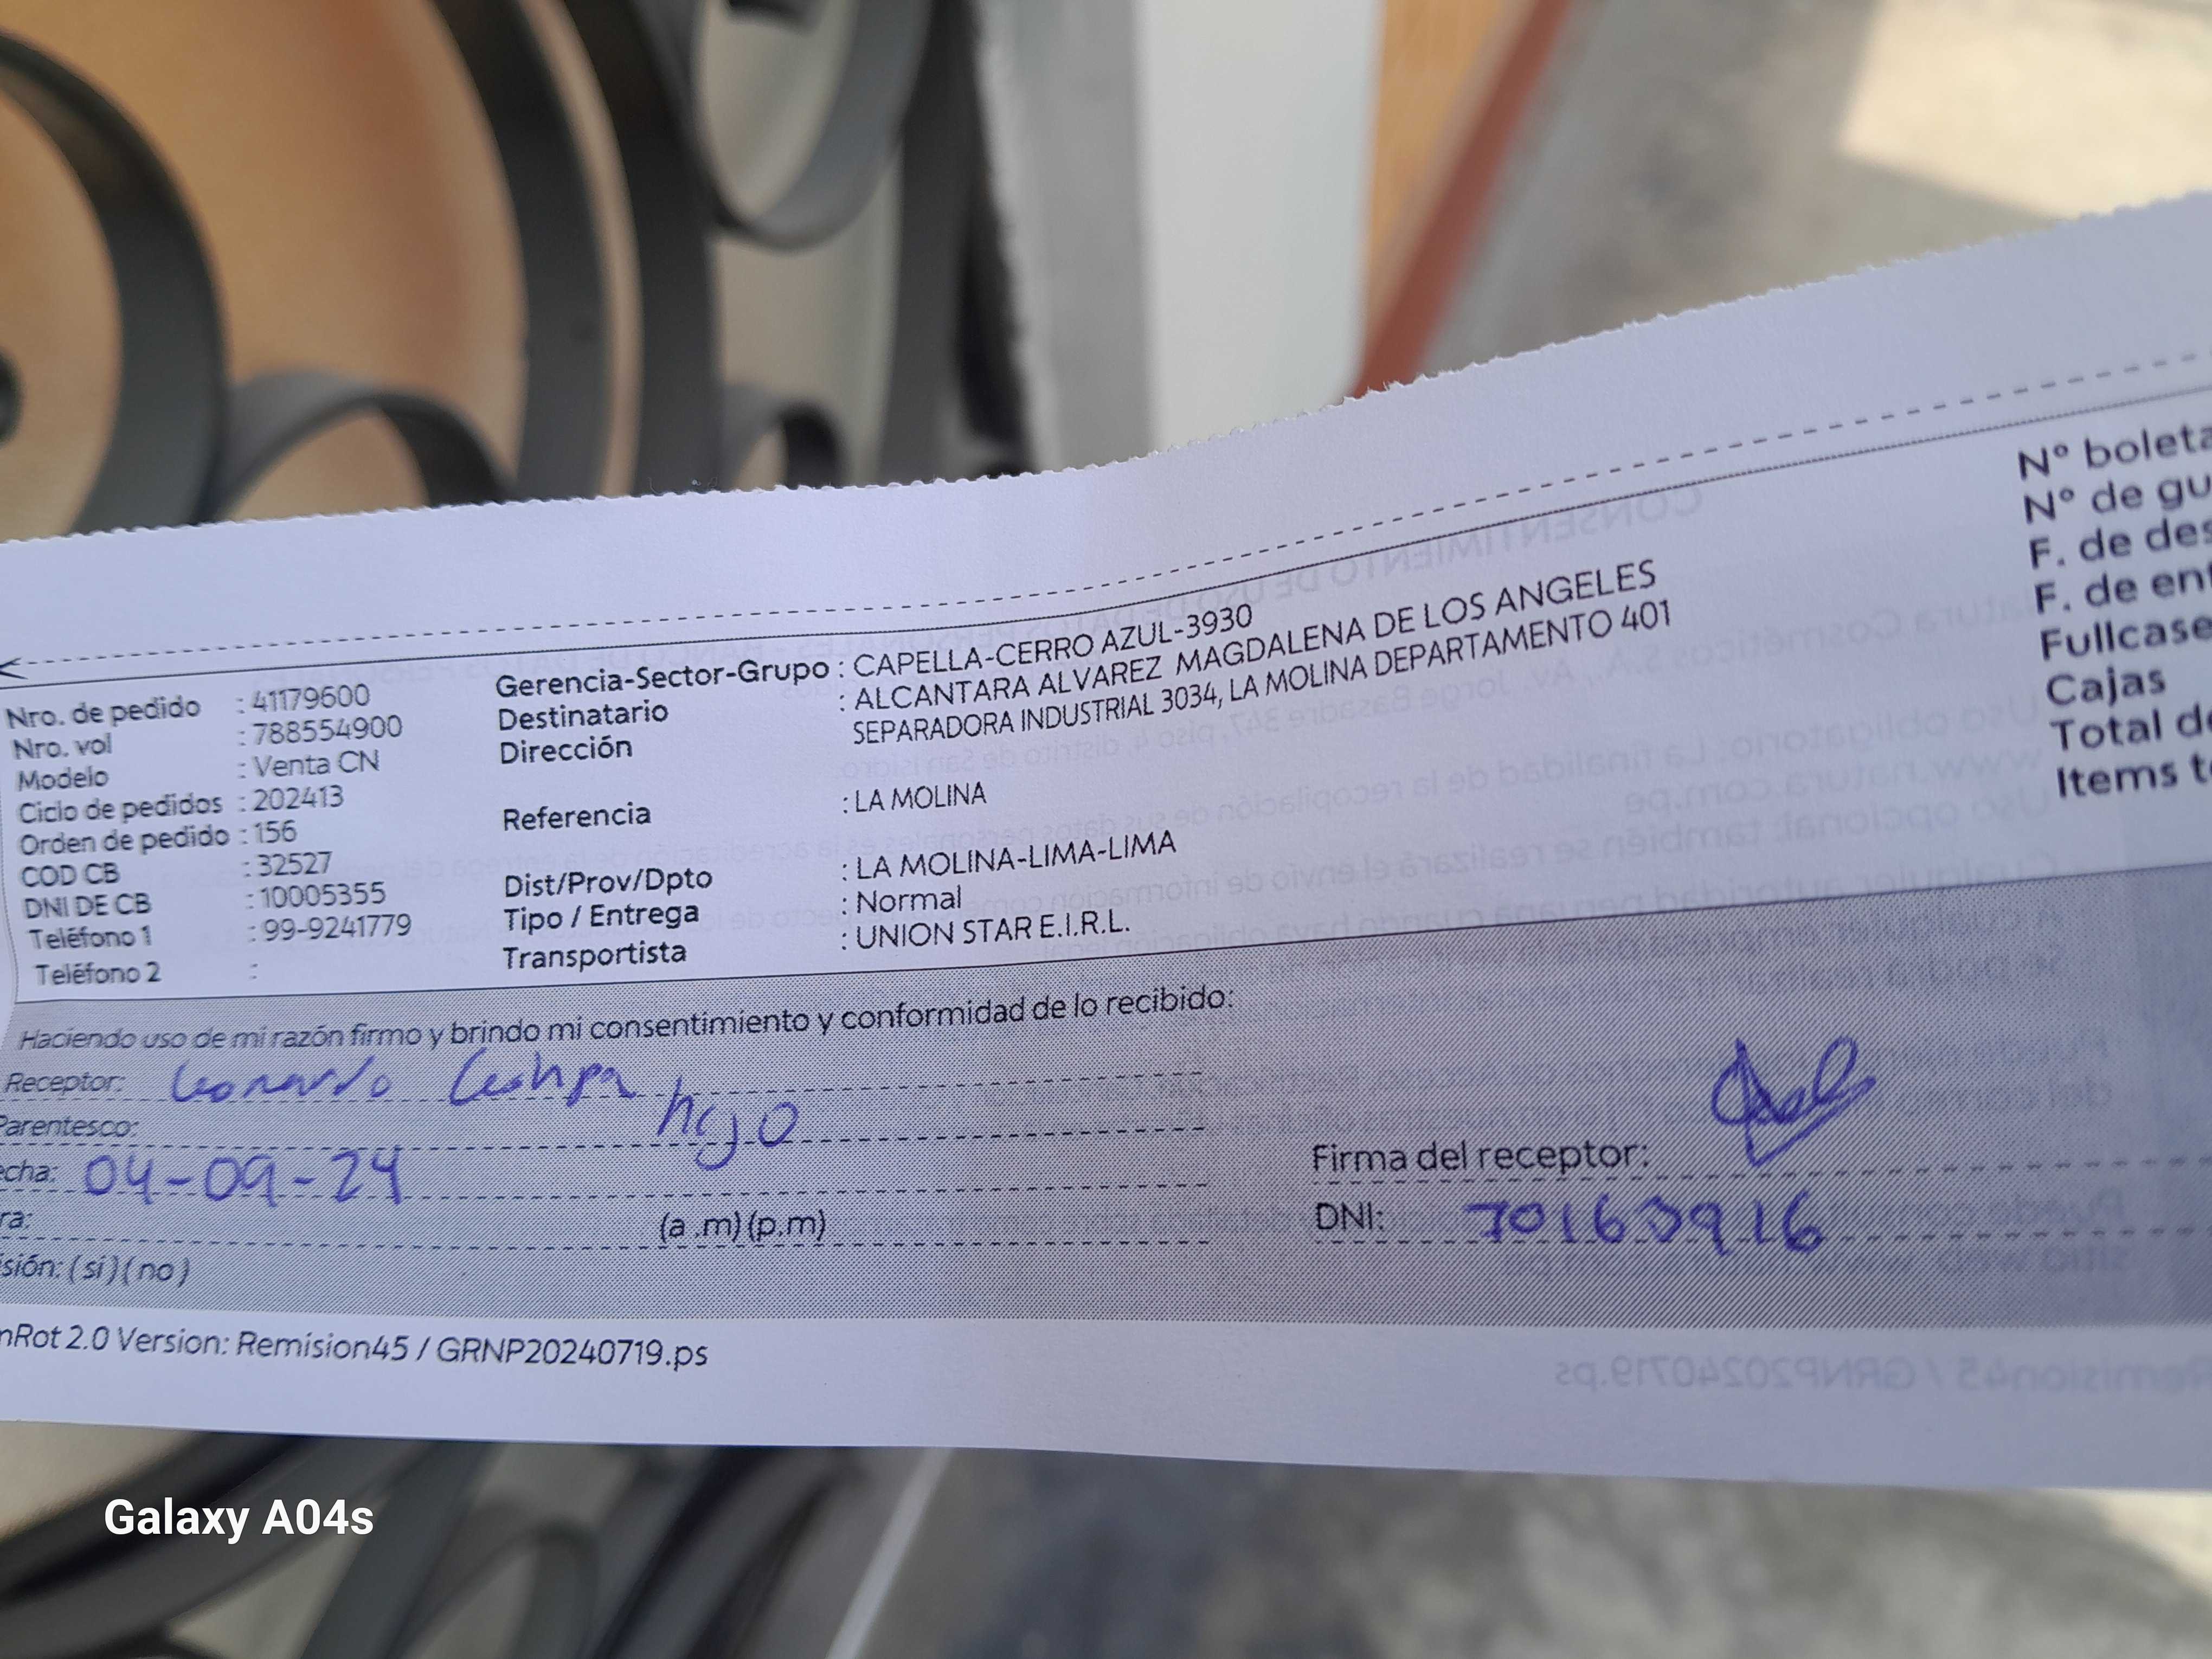 Nro. de pedido : 41179600
Nro. vol : 788554900
Modelo : Venta CN
Ciclo de pedidos : 202413
Orden de pedido : 156
COD CB : 32527
DNI DE CB : 10005355
Teléfono 1 : 99-9241779
Teléfono 2 :
Gerencia-Sector-Grupo : CAPELLA-CERRO AZUL-3930
Destinatario : ALCANTARA ALVAREZ MAGDALENA DE LOS ANGELES
Dirección SEPARADORA INDUSTRIAL 3034, LA MOLINA DEPARTAMENTO 401
Referencia : LA MOLINA
Dist/Prov/Dpto : LA MOLINA-LIMA-LIMA
Tipo / Entrega : Normal
Transportista : UNION STAR E.I.R.L.
N° boleta
N° de gu
F. de des
F. de ent
Fullcase
Cajas
Total de
Items t
Haciendo uso de mi razón firmo y brindo mi consentimiento y conformidad de lo recibido:
Receptor: Leonardo
Parentesco: hijo
echa: 04-09-24
ra: (a.m)(p.m)
sión: (si)(no)
Firma del receptor:
DNI: 70163916
nRot 2.0 Version: Remision45 / GRNP20240719.ps
Galaxy A04s